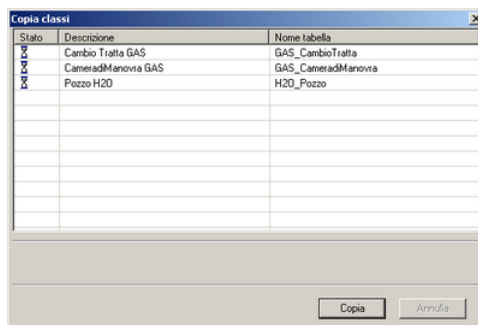 Copia classi
Stato Descrizione Nome tabella
Cambio Tratta GAS GAS_CambioTratta
CameradiManovra GAS GAS_CameradiManovra
Pozzo H2O H2O_Pozzo
Copia Annulla